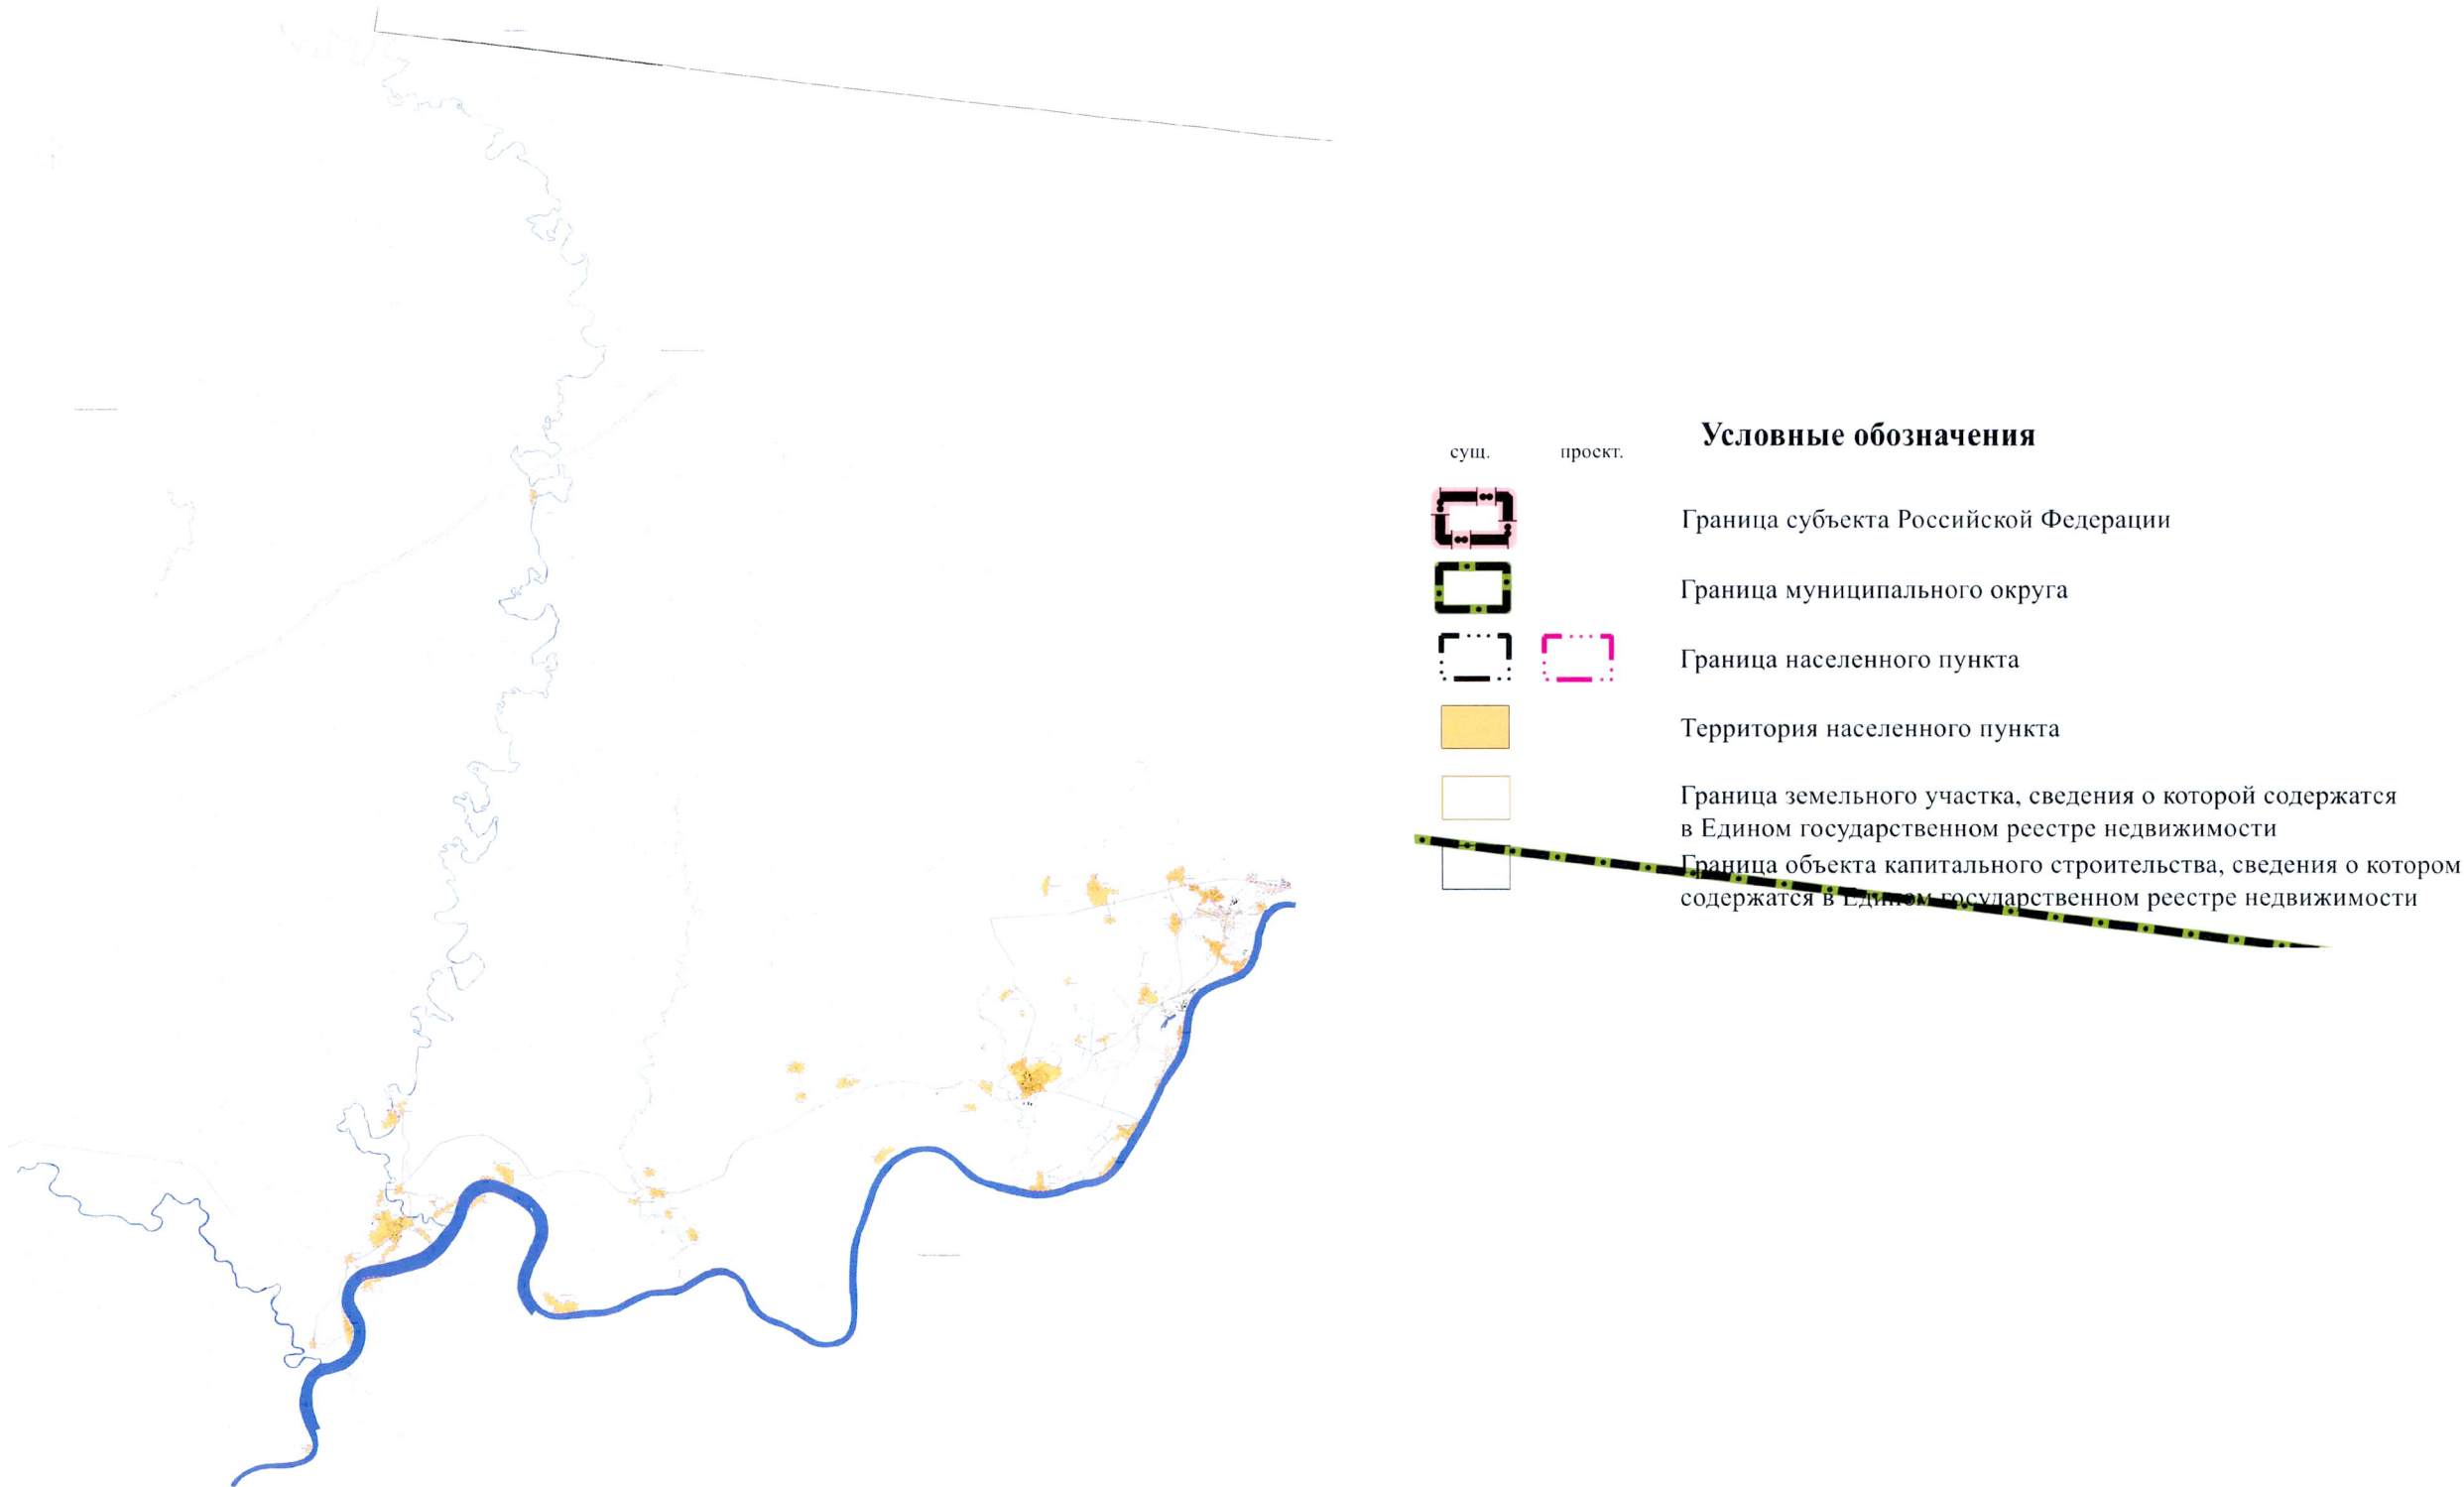 Условные обозначения
сущ. проект.
Граница субъекта Российской Федерации
Граница муниципального округа
Граница населенного пункта
Территория населенного пункта
Граница земельного участка, сведения о которой содержатся
в Едином государственном реестре недвижимости
Граница объекта капитального строительства, сведения о котором
содержатся в Едином государственном реестре недвижимости